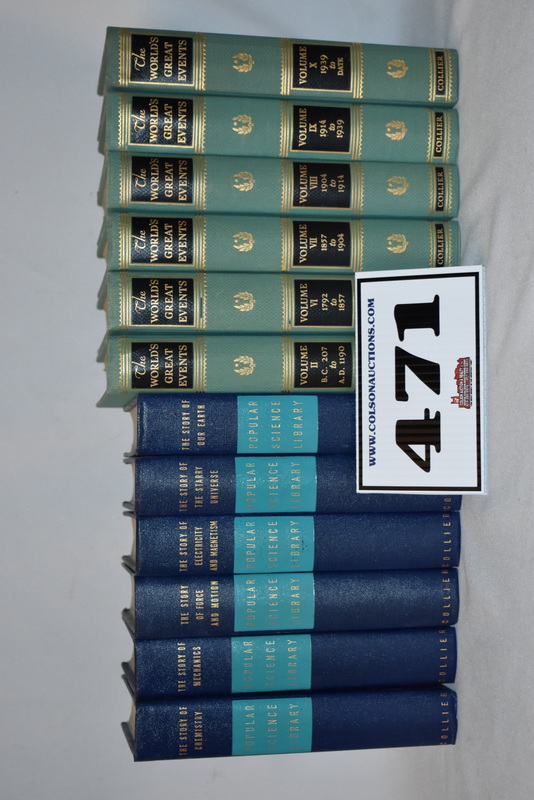 The
WORLD'S
GREAT
EVENTS
VOLUME
X
1939
to
DATE
COLLIER
The
WORLD'S
GREAT
EVENTS
VOLUME
IX
1914
to
1939
COLLIER
The
WORLD'S
GREAT
EVENTS
VOLUME
VIII
1904
to
1914
COLLIER
The
WORLD'S
GREAT
EVENTS
VOLUME
VII
1857
to
1904
COLLIER
The
WORLD'S
GREAT
EVENTS
VOLUME
VI
1792
to
1857
The
WORLD'S
GREAT
EVENTS
VOLUME
II
B.C. 207
to
A.D. 1190
WWW.COLSONAUCTIONS.COM
471
THE STORY OF
OUR EARTH
POPULAR
SCIENCE
LIBRARY
THE STORY OF
THE STARRY
UNIVERSE
POPULAR
SCIENCE
LIBRARY
THE STORY OF
ELECTRICITY
AND MAGNETISM
POPULAR
SCIENCE
LIBRARY
COLLIER
THE STORY
OF FORCE
AND MOTION
POPULAR
SCIENCE
LIBRARY
COLLIER
THE STORY OF
MECHANICS
POPULAR
SCIENCE
LIBRARY
COLLIER
THE STORY OF
CHEMISTRY
POPULAR
SCIENCE
LIBRARY
COLLIER